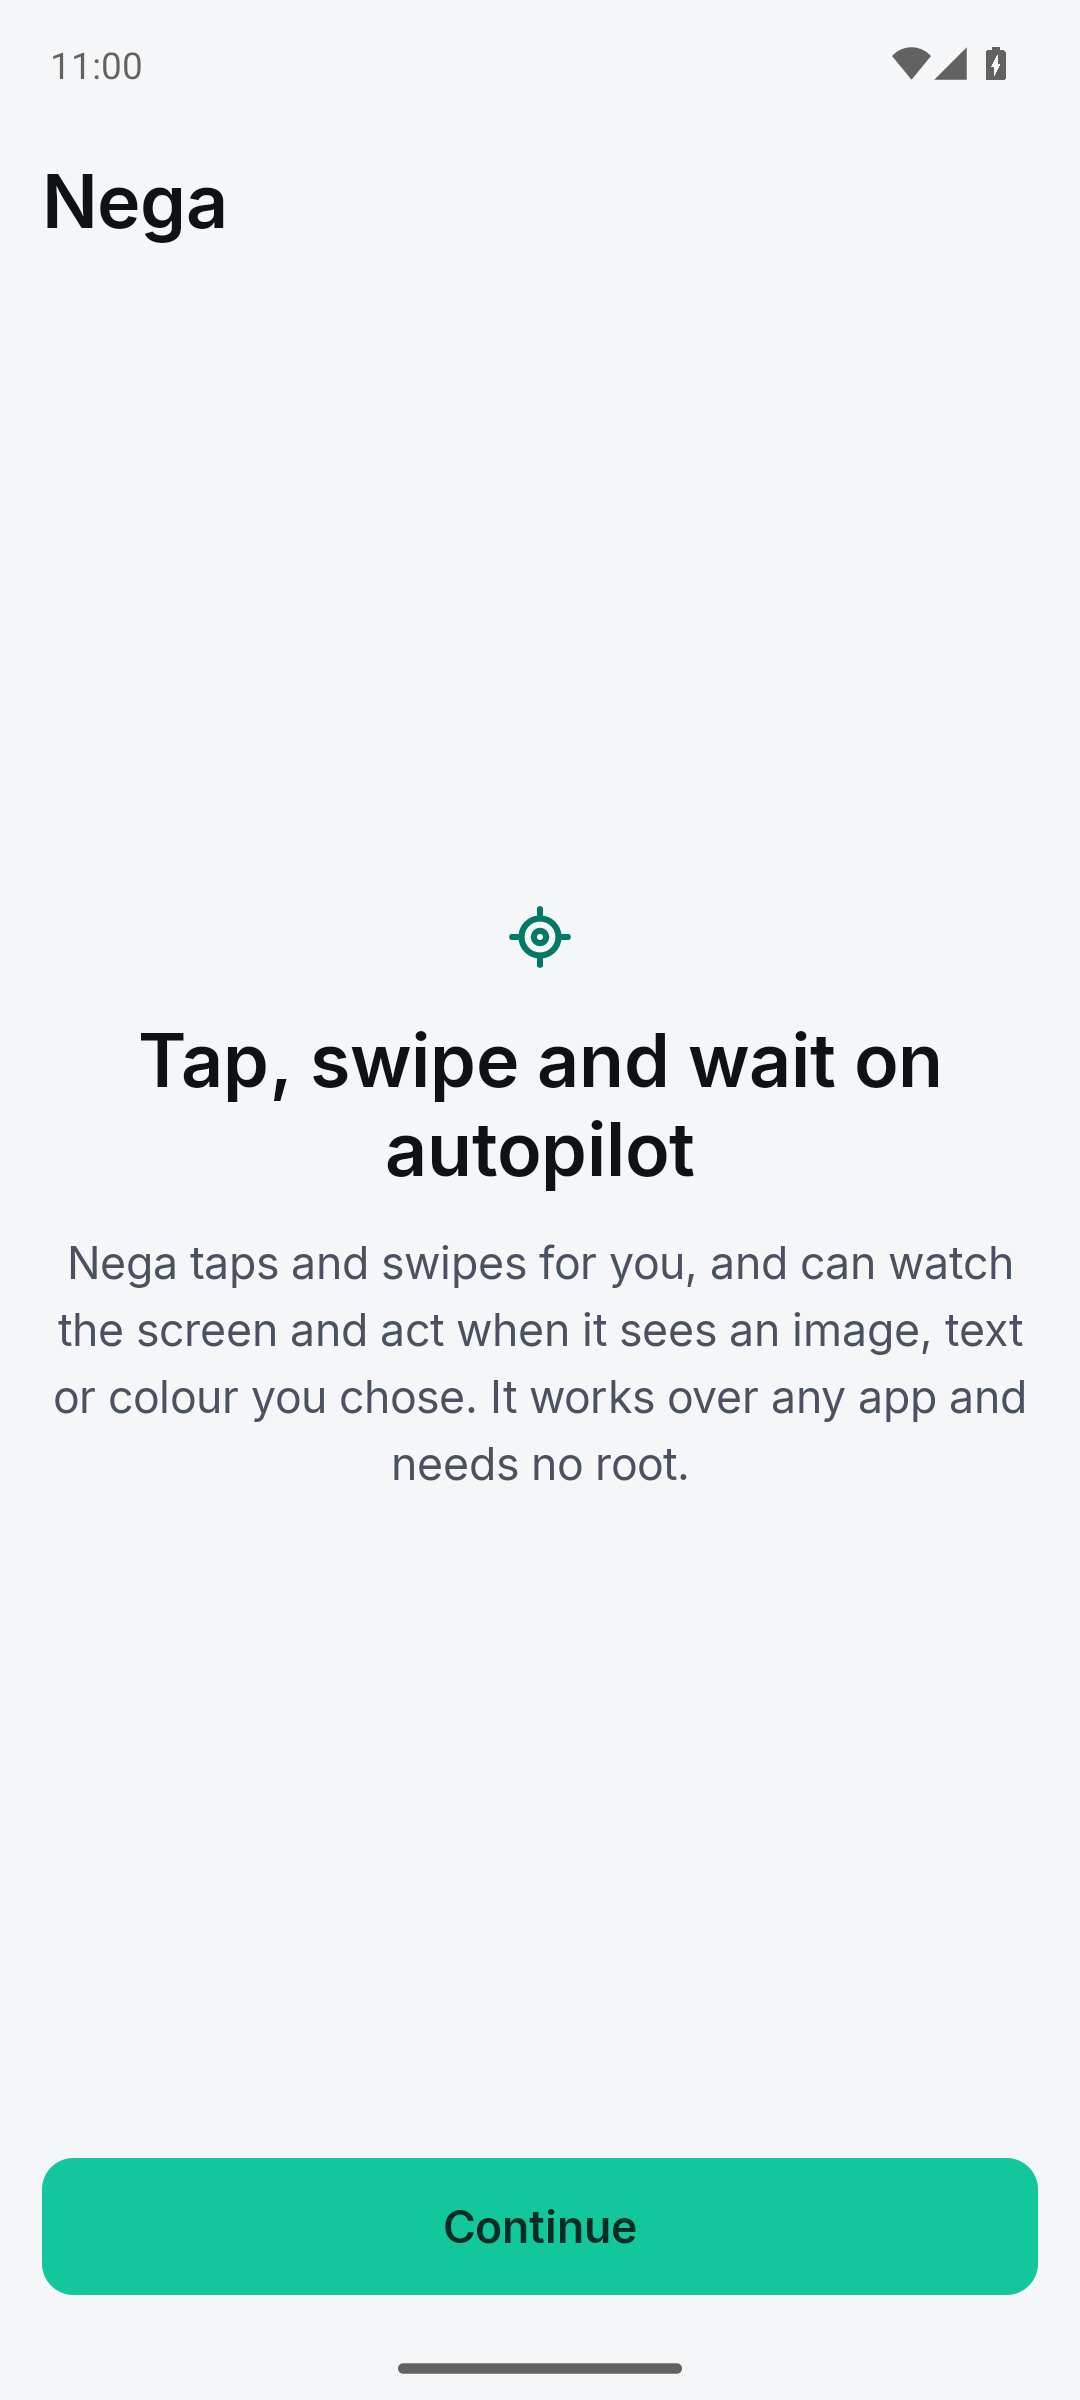 11:00
Nega
Tap, swipe and wait on
autopilot
Nega taps and swipes for you, and can watch
the screen and act when it sees an image, text
or colour you chose. It works over any app and
needs no root.
Continue